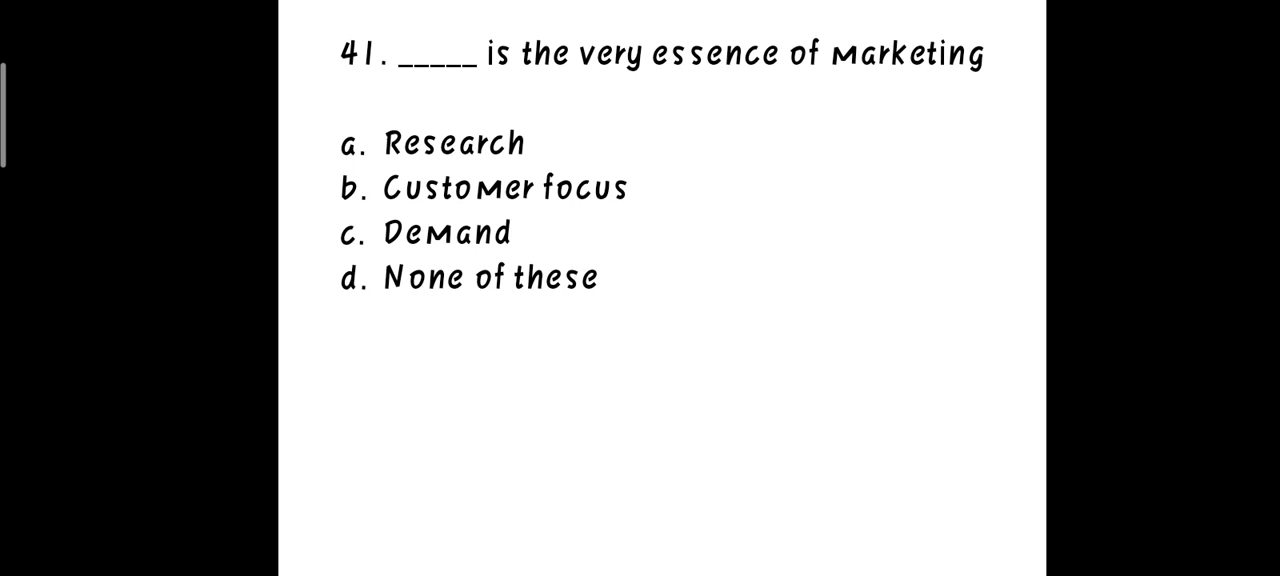 41. _____ is the very essence of marketing
a. Research
b. Customer focus
c. Demand
d. None of these